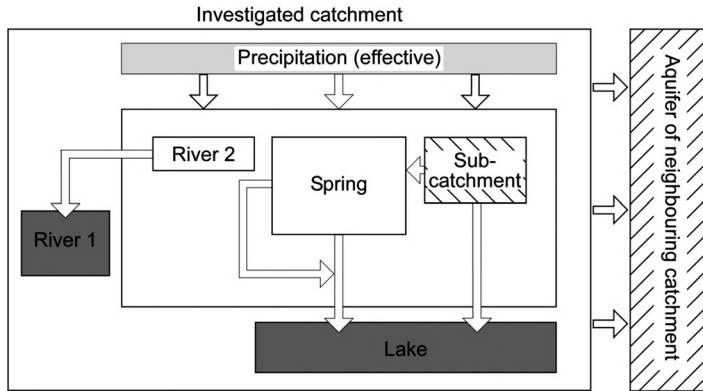 Investigated catchment
Precipitation (effective)
River 2
Spring
Sub-
catchment
River 1
Lake
Aquifer of neighbouring catchment